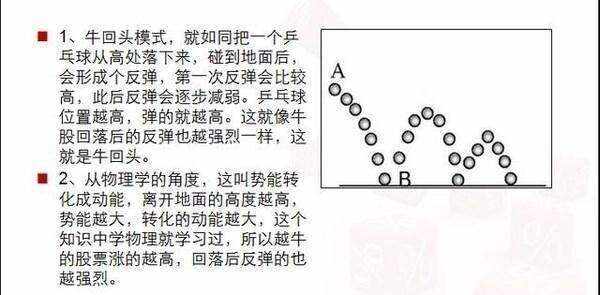 1、牛回头模式，就如同把一个乒
乓球从高处落下来，碰到地面后，
会形成个反弹，第一次反弹会比较
高，此后反弹会逐步减弱。乒乓球
位置越高，弹的就越高。这就像牛
股回落后的反弹也越强烈一样，这
就是牛回头。
2、从物理学的角度，这叫势能转
化成动能，离开地面的高度越高，
势能越大，转化的动能越大，这个
知识中学物理就学习过，所以越牛
的股票涨的越高，回落后反弹的也
越强烈。
A
B